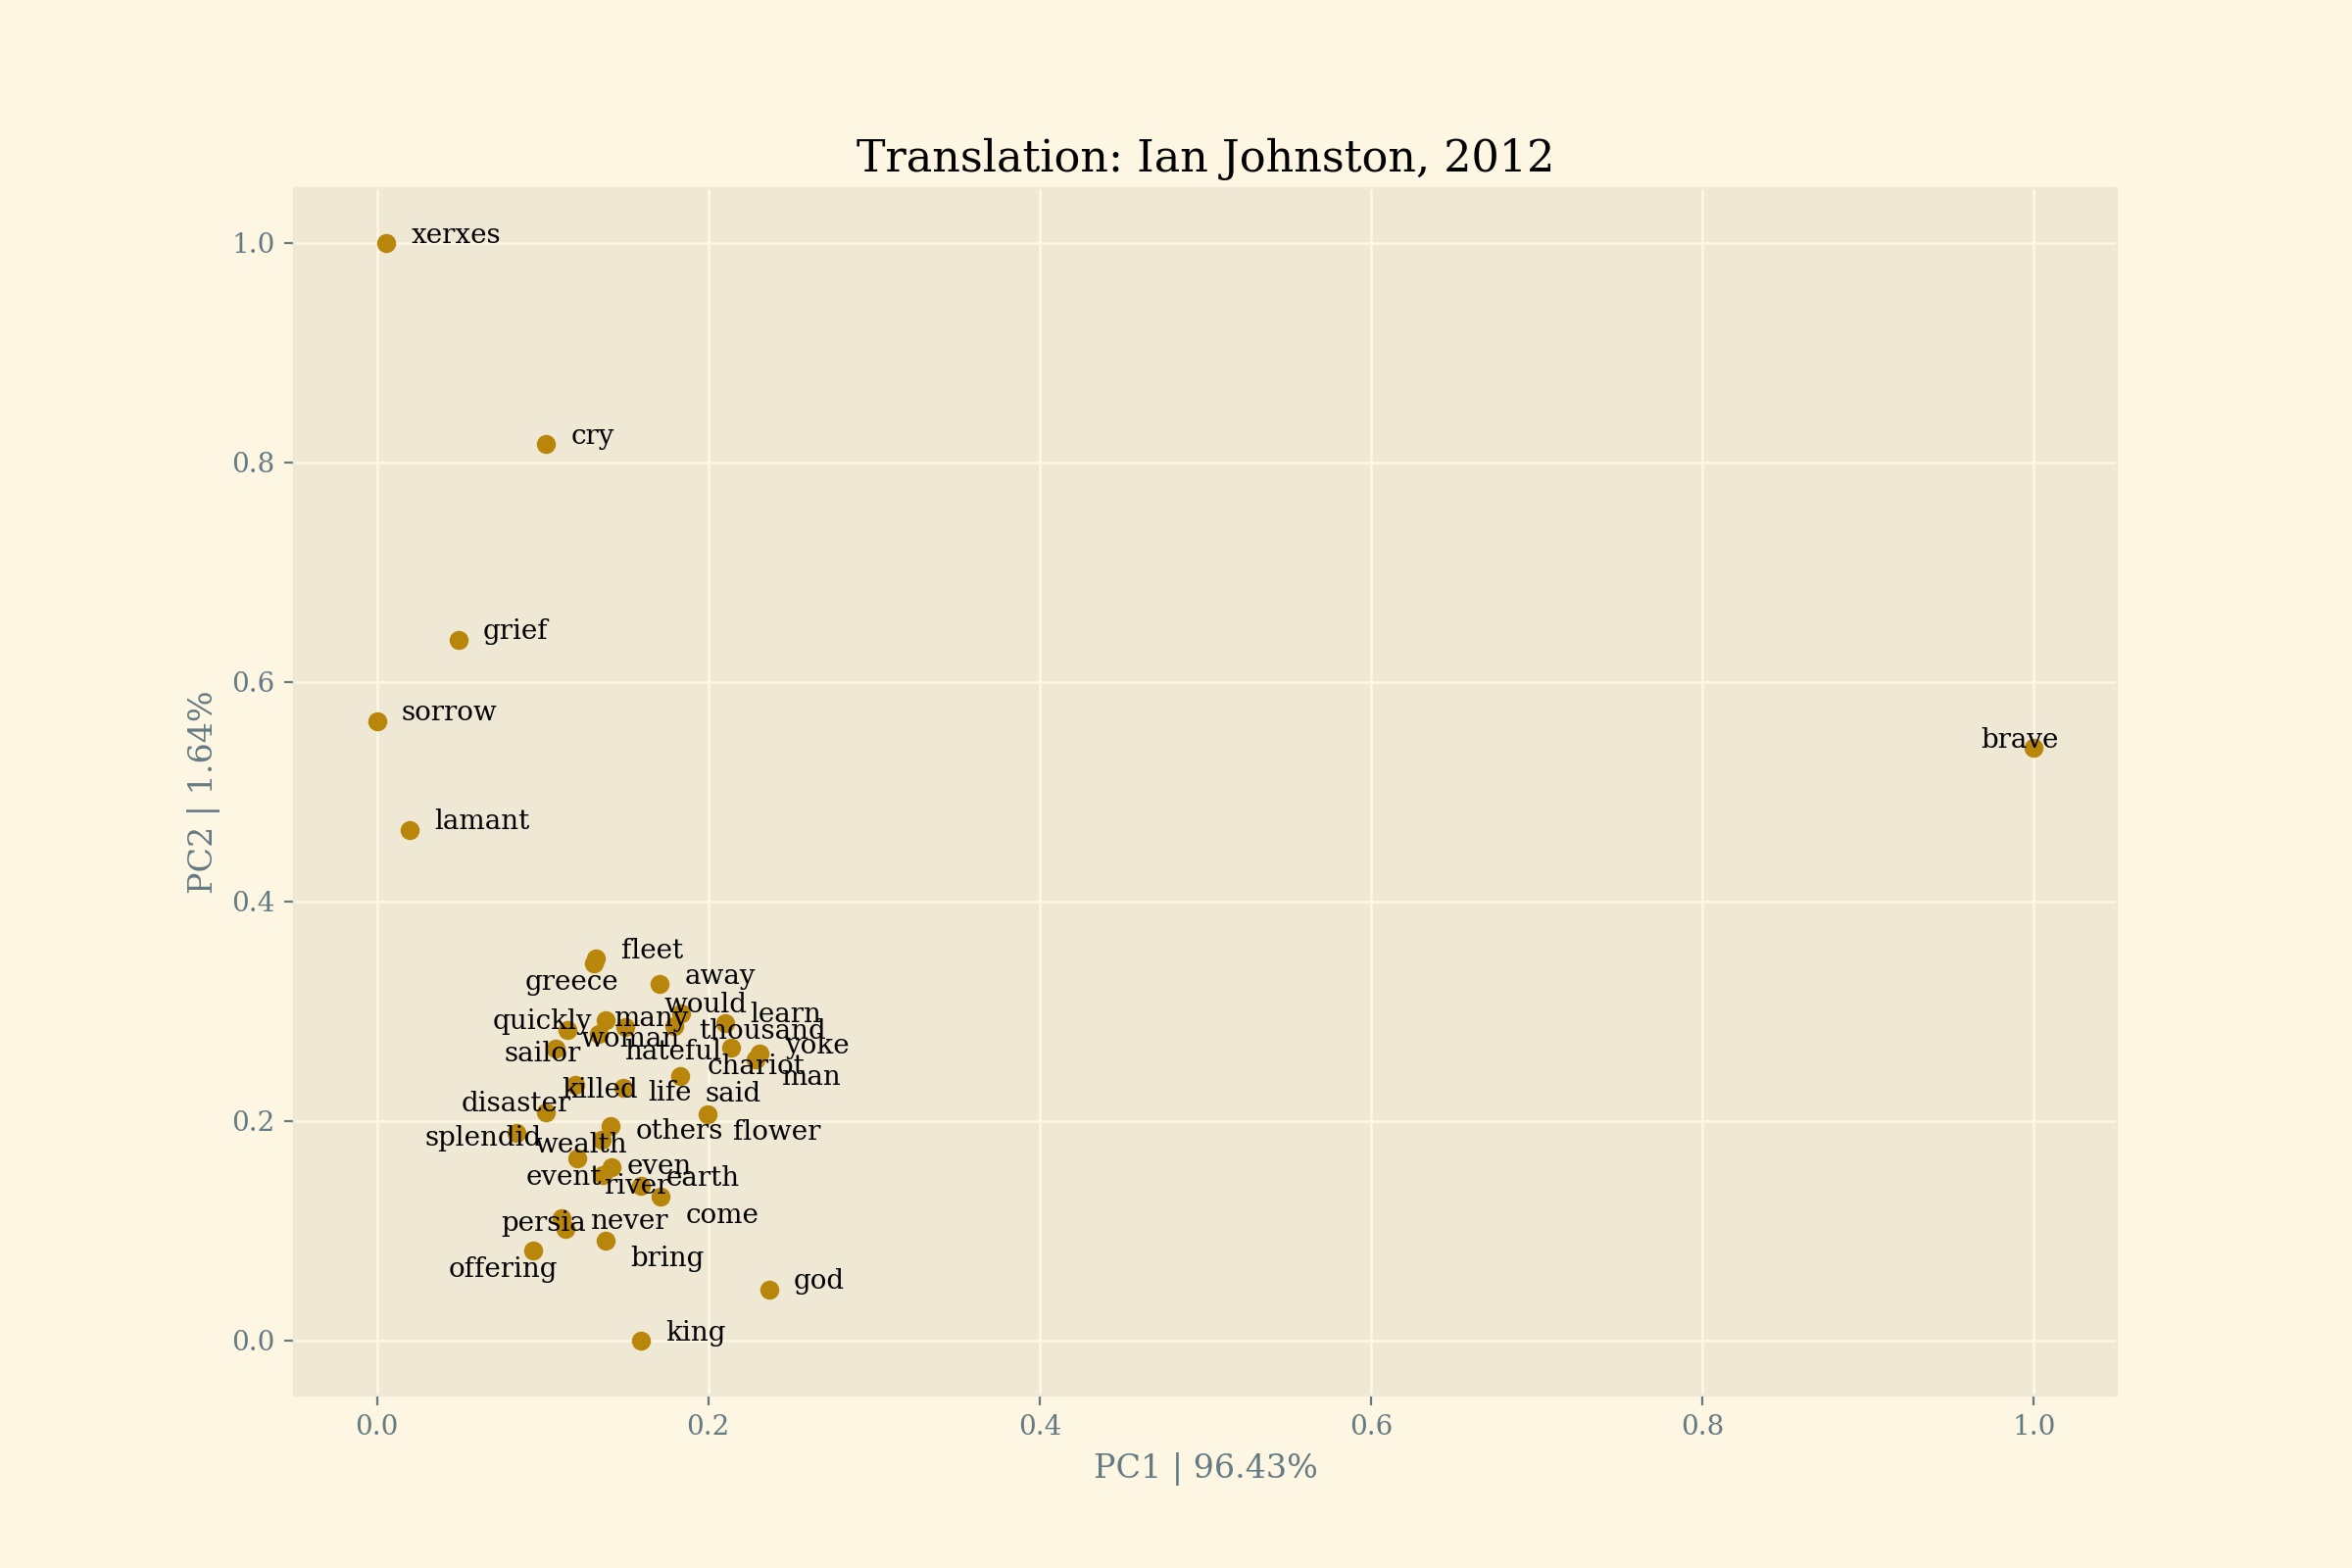 Translation: Ian Johnston, 2012
1.0
xerxes
cry
0.8
grief
0.6
sorrow
brave
lamant
PC2 | 1.64%
0.4
fleet
greece
away
would
quickly
many
learn
thousand
woman
hateful
yoke
sailor
chariot
man
killed
life
said
disaster
0.2
others
flower
splendid
wealth
even
event
earth
river
persia
never
come
bring
offering
god
king
0.0
0.0
0.2
0.4
0.6
0.8
1.0
PC1 | 96.43%